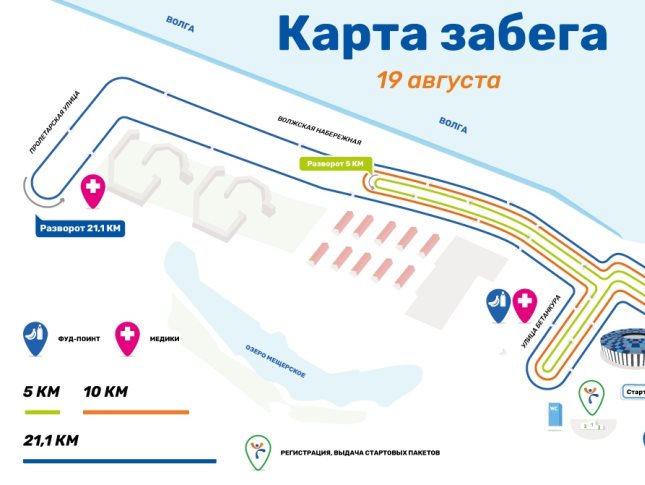 Карта забега
19 августа
ВОЛГА
ВОЛГА
ПРОЛЕТАРСКАЯ УЛИЦА
ВОЛЖСКАЯ НАБЕРЕЖНАЯ
Разворот 5 КМ
Разворот 21,1 КМ
УЛИЦА БЕТАНКУРА
ОЗЕРО МЕЩЕРСКОЕ
ФУД-ПОИНТ
МЕДИКИ
5 КМ
10 КМ
21,1 КМ
WC
Старт
РЕГИСТРАЦИЯ, ВЫДАЧА СТАРТОВЫХ ПАКЕТОВ